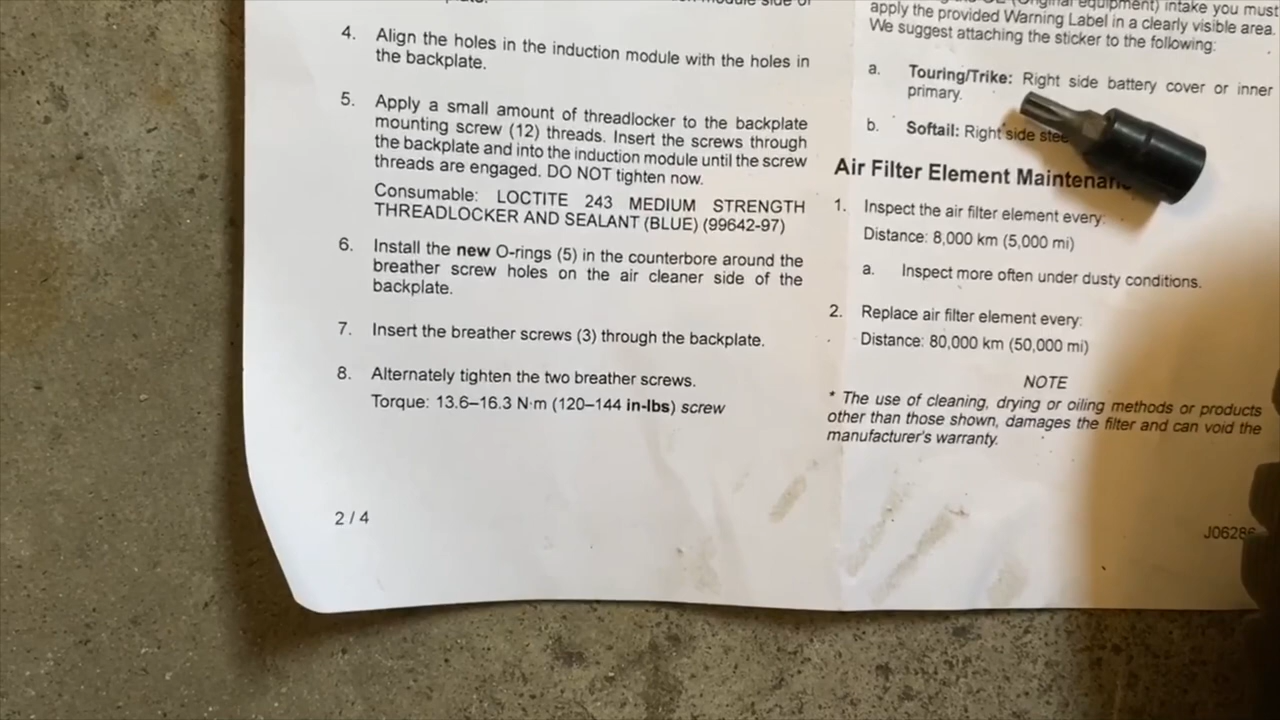 4. Align the holes in the induction module with the holes in
the backplate.
5. Apply a small amount of threadlocker to the backplate
mounting screw (12) threads. Insert the screws through
the backplate and into the induction module until the screw
threads are engaged. DO NOT tighten now.
Consumable: LOCTITE 243 MEDIUM STRENGTH
THREADLOCKER AND SEALANT (BLUE) (99642-97)
6. Install the new O-rings (5) in the counterbore around the
breather screw holes on the air cleaner side of the
backplate.
7. Insert the breather screws (3) through the backplate.
8. Alternately tighten the two breather screws.
Torque: 13.6–16.3 N·m (120–144 in-lbs) screw
2 / 4
equipment) intake you must
apply the provided Warning Label in a clearly visible area.
We suggest attaching the sticker to the following:
a. Touring/Trike: Right side battery cover or inner
primary.
b. Softail: Right side
Air Filter Element
1. Inspect the air filter element every:
Distance: 8,000 km (5,000 mi)
a. Inspect more often under dusty conditions.
2. Replace air filter element every:
Distance: 80,000 km (50,000 mi)
NOTE
* The use of cleaning, drying or oiling methods or products
other than those shown, damages the filter and can void the
manufacturer's warranty.